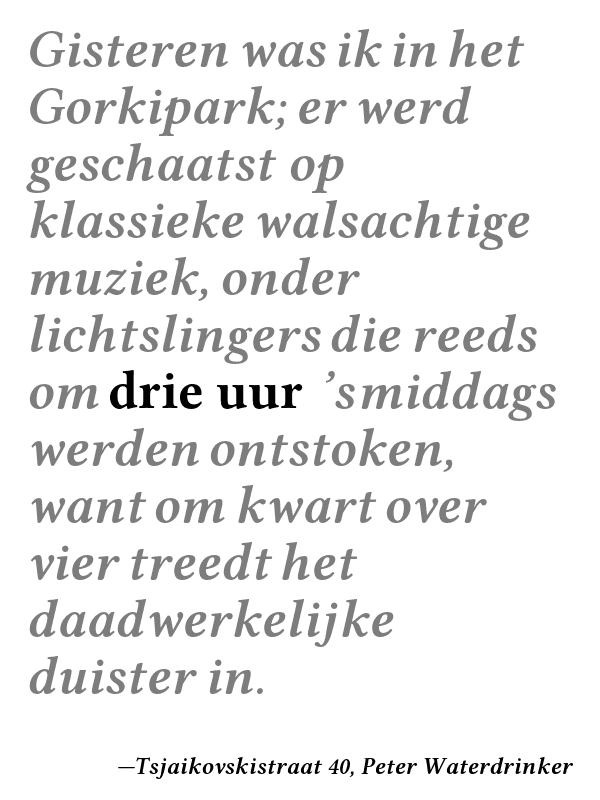 Gisteren was ik in het
Gorkipark; er werd
geschaatst op
klassieke walsachtige
muziek, onder
lichtslingers die reeds
om drie uur ’smiddags
werden ontstoken,
want om kwart over
vier treedt het
daadwerkelijke
duister in.
—Tsjaikovskistraat 40, Peter Waterdrinker